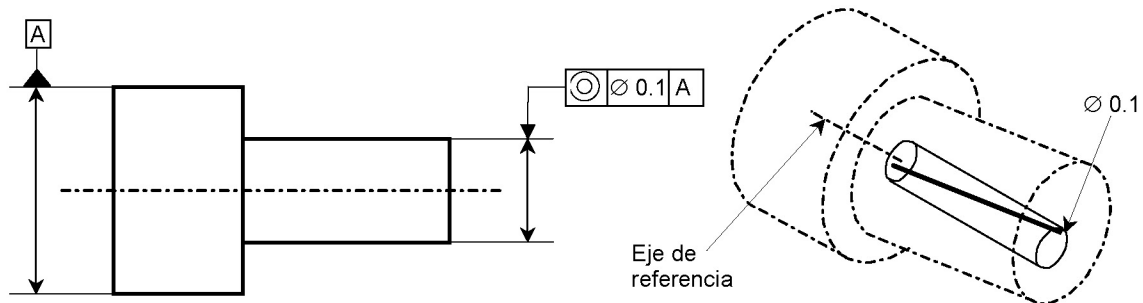 A
⌀ 0.1 A
⌀ 0.1
Eje de
referencia